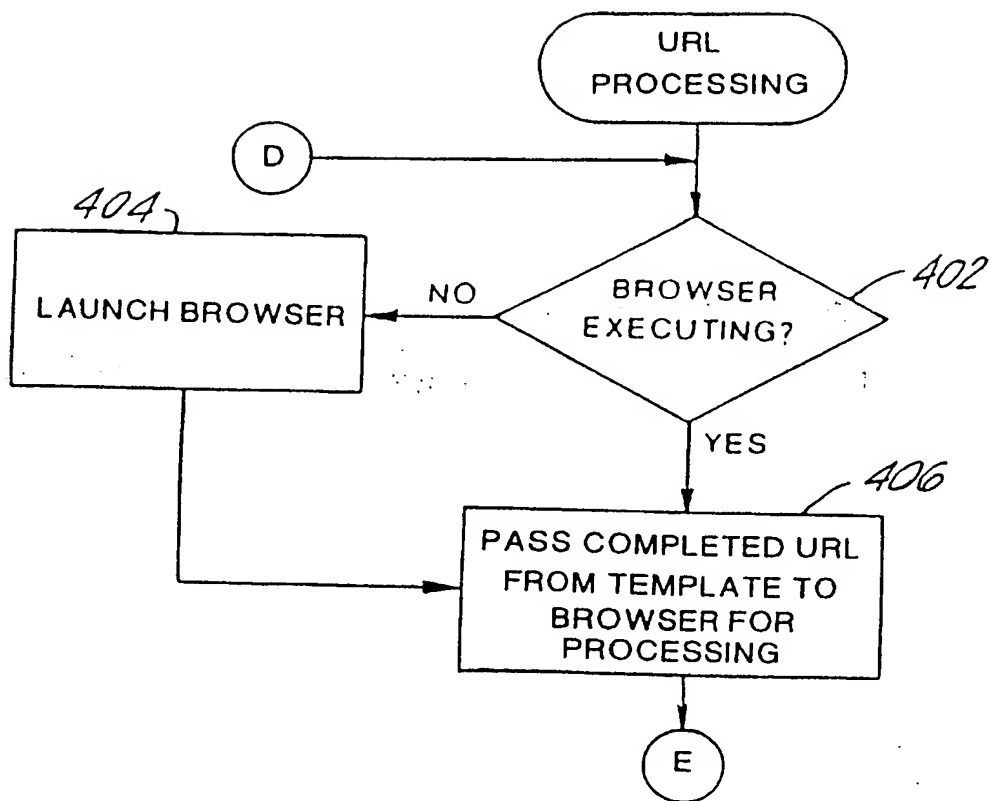 URL
PROCESSING
D
404
402
LAUNCH BROWSER
NO
BROWSER
EXECUTING?
YES
406
PASS COMPLETED URL
FROM TEMPLATE TO
BROWSER FOR
PROCESSING
E